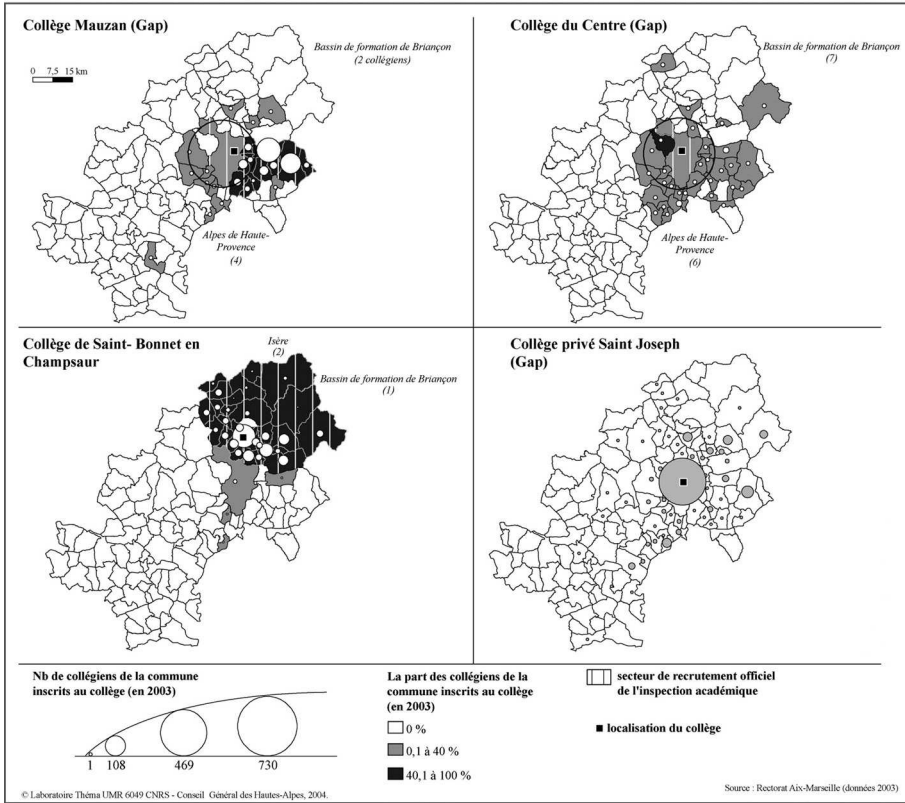 Collège Mauzan (Gap)
Bassin de formation de Briançon
(2 collégiens)
0 7,5 15 km
Alpes de Haute-
Provence
(4)
Collège du Centre (Gap)
Bassin de formation de Briançon
(7)
Alpes de Haute-
Provence
(6)
Collège de Saint- Bonnet en
Champsaur
Isère
(2)
Bassin de formation de Briançon
(1)
Collège privé Saint Joseph
(Gap)
Nb de collégiens de la commune
inscrits au collège (en 2003)
1 108 469 730
La part des collégiens de la
commune inscrits au collège
(en 2003)
0 %
0,1 à 40 %
40,1 à 100 %
secteur de recrutement officiel
de l'inspection académique
localisation du collège
© Laboratoire Théma UMR 6049 CNRS - Conseil Général des Hautes-Alpes, 2004.
Source : Rectorat Aix-Marseille (données 2003)